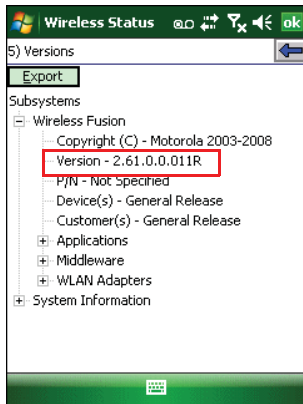 Wireless Status
ok
5) Versions
Export
Subsystems
Wireless Fusion
Copyright (C) - Motorola 2003-2008
Version - 2.61.0.0.011R
P/N - Not Specified
Device(s) - General Release
Customer(s) - General Release
Applications
Middleware
WLAN Adapters
System Information